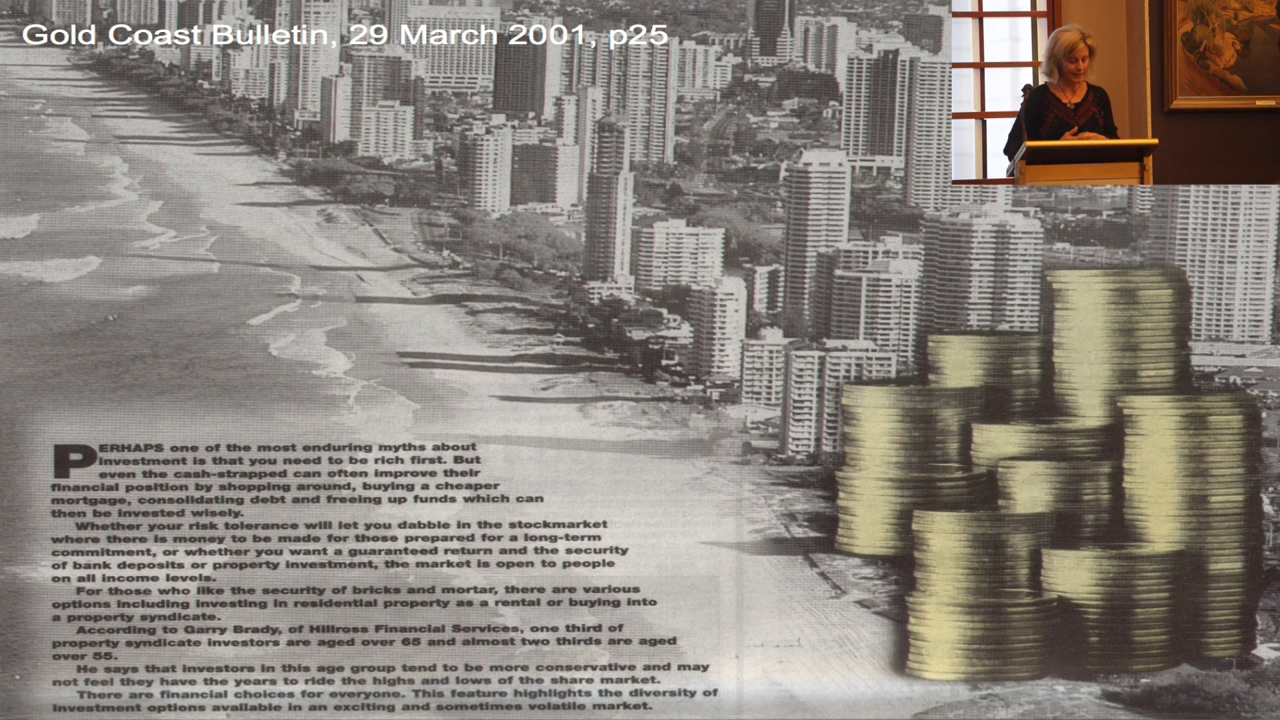 Gold Coast Bulletin, 29 March 2001, p25
PERHAPS one of the most enduring myths about
investment is that you need to be rich first. But
even the cash-strapped can often improve their
financial position by shopping around, buying a cheaper
mortgage, consolidating debt and freeing up funds which can
then be invested wisely.
Whether your risk tolerance will let you dabble in the stockmarket
where there is money to be made for those prepared for a long-term
commitment, or whether you want a guaranteed return and the security
of bank deposits or property investment, the market is open to people
on all income levels.
For those who like the security of bricks and mortar, there are various
options including investing in residential property as a rental or buying into
a property syndicate.
According to Garry Brady, of Hillross Financial Services, one third of
property syndicate investors are aged over 65 and almost two thirds are aged
over 55.
He says that investors in this age group tend to be more conservative and may
not feel they have the years to ride the highs and lows of the share market.
There are financial choices for everyone. This feature highlights the diversity of
investment options available in an exciting and sometimes volatile market.